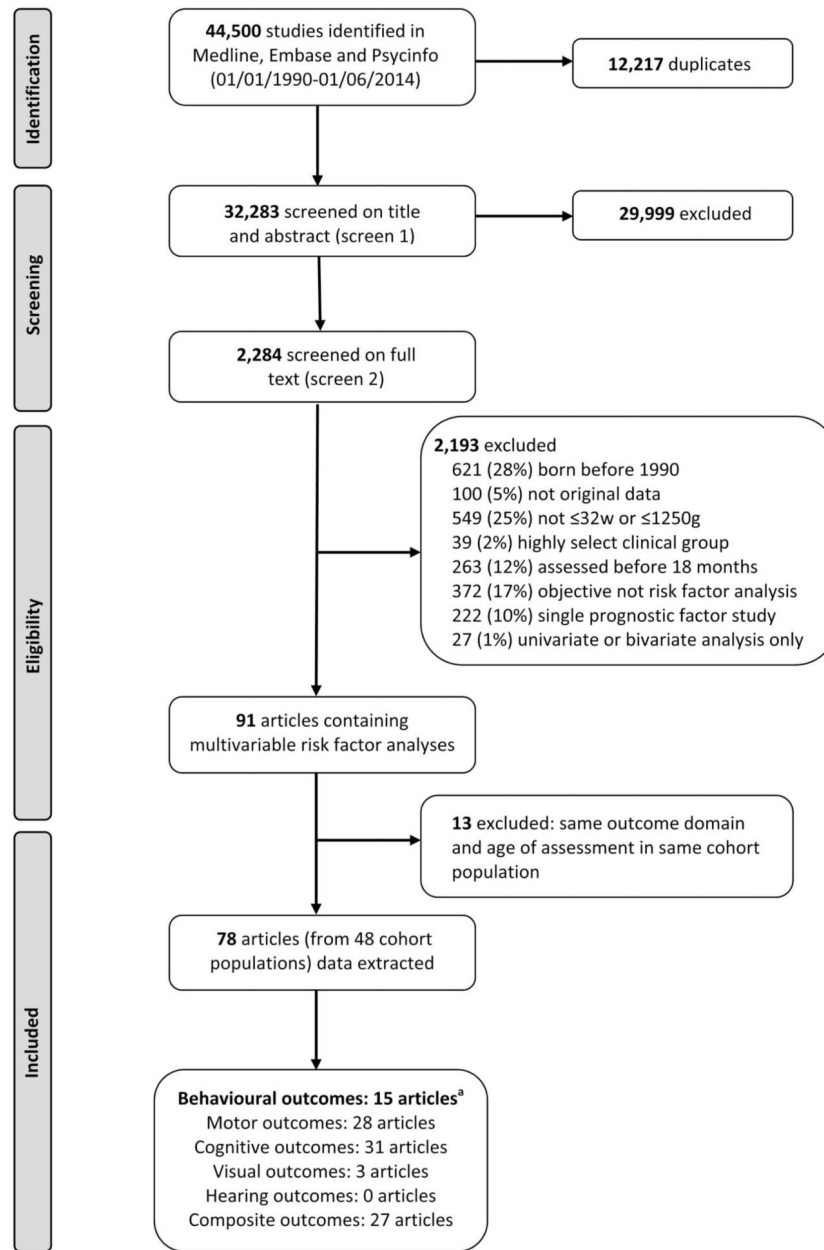 Identification
44,500 studies identified in
Medline, Embase and Psycinfo
(01/01/1990-01/06/2014)
12,217 duplicates
Screening
32,283 screened on title
and abstract (screen 1)
29,999 excluded
2,284 screened on full
text (screen 2)
Eligibility
2,193 excluded
621 (28%) born before 1990
100 (5%) not original data
549 (25%) not ≤32w or ≤1250g
39 (2%) highly select clinical group
263 (12%) assessed before 18 months
372 (17%) objective not risk factor analysis
222 (10%) single prognostic factor study
27 (1%) univariate or bivariate analysis only
91 articles containing
multivariable risk factor analyses
Included
13 excluded: same outcome domain
and age of assessment in same cohort
population
78 articles (from 48 cohort
populations) data extracted
Behavioural outcomes: 15 articlesᵃ
Motor outcomes: 28 articles
Cognitive outcomes: 31 articles
Visual outcomes: 3 articles
Hearing outcomes: 0 articles
Composite outcomes: 27 articles